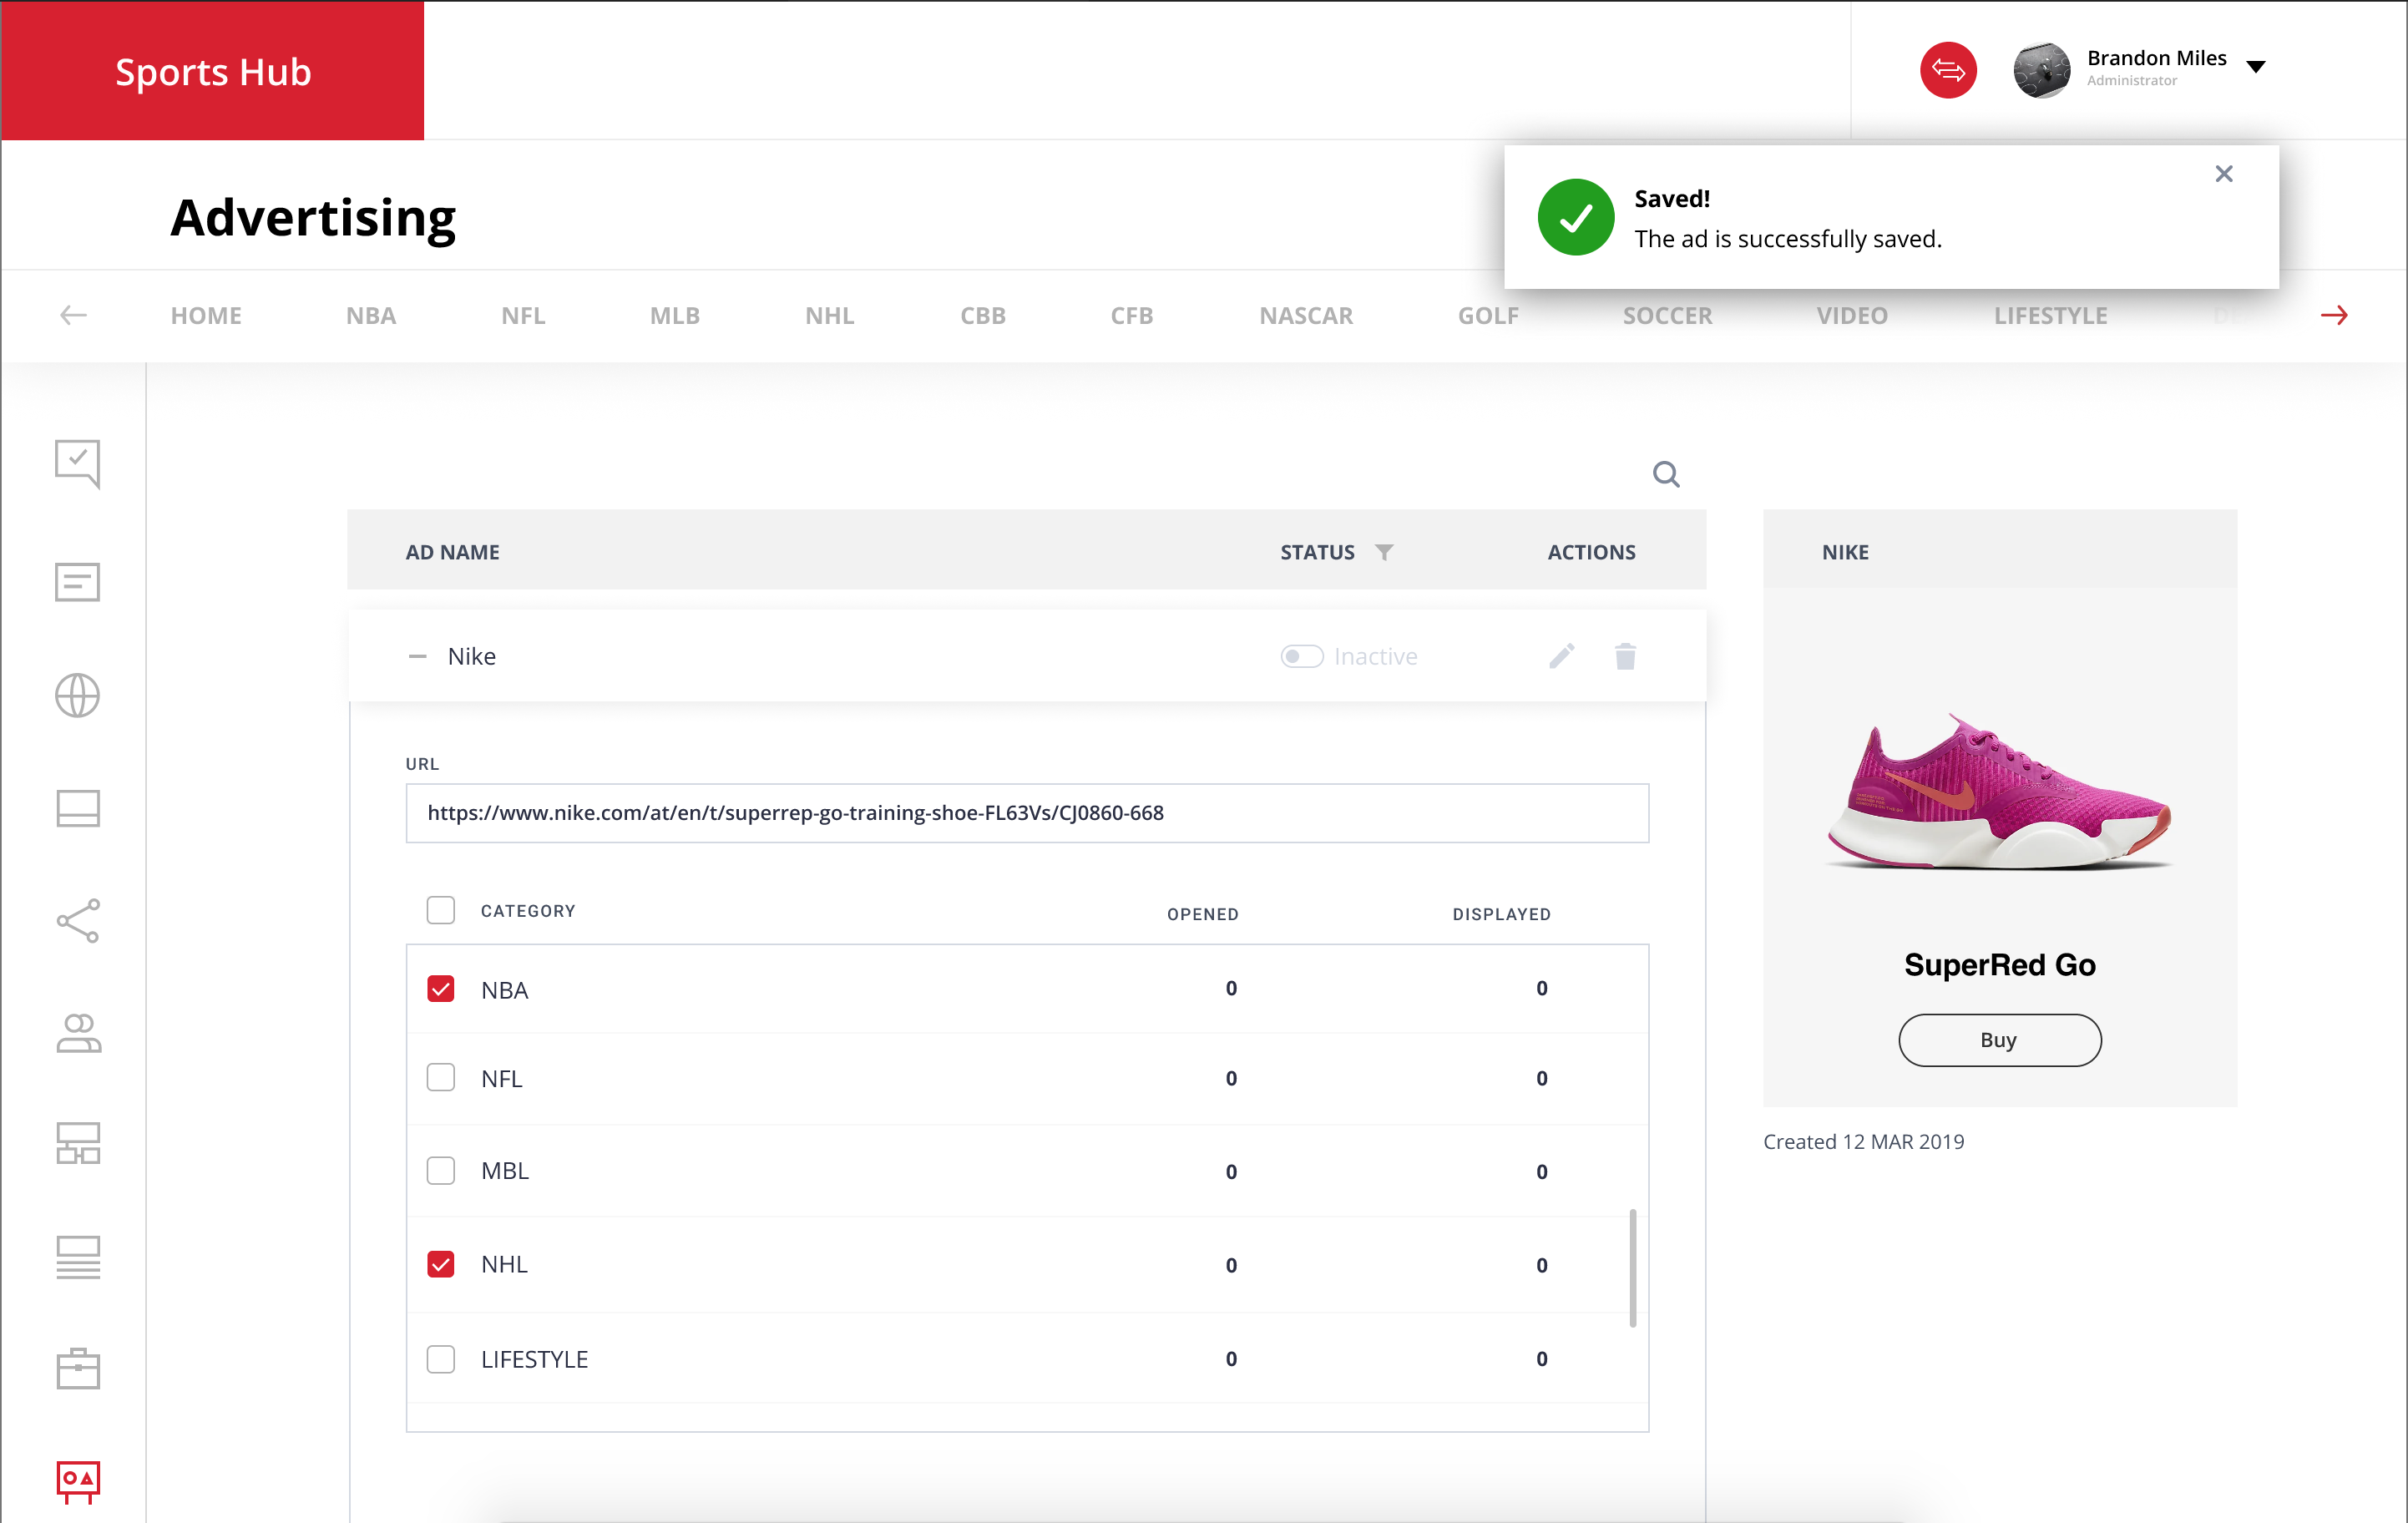 Sports Hub
Brandon Miles
Administrator
Advertising
Saved!
The ad is successfully saved.
HOME NBA NFL MLB NHL CBB CFB NASCAR GOLF SOCCER VIDEO LIFESTYLE
AD NAME STATUS ACTIONS
Nike Inactive
URL
https://www.nike.com/at/en/t/superrep-go-training-shoe-FL63Vs/CJ0860-668
CATEGORY OPENED DISPLAYED
NBA 0 0
NFL 0 0
MBL 0 0
NHL 0 0
LIFESTYLE 0 0
NIKE
SuperRed Go
Buy
Created 12 MAR 2019